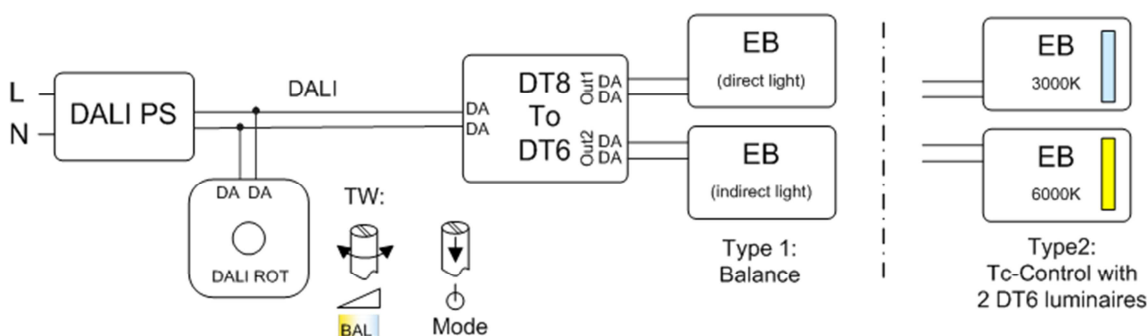 L
N
DALI PS
DALI
DA DA
DALI ROT
TW:
BAL
Mode
DA
DA
DT8
To
DT6
Out1
DA
DA
Out2
DA
DA
EB
(direct light)
EB
(indirect light)
Type 1:
Balance
EB
3000K
EB
6000K
Type2:
Tc-Control with
2 DT6 luminaires